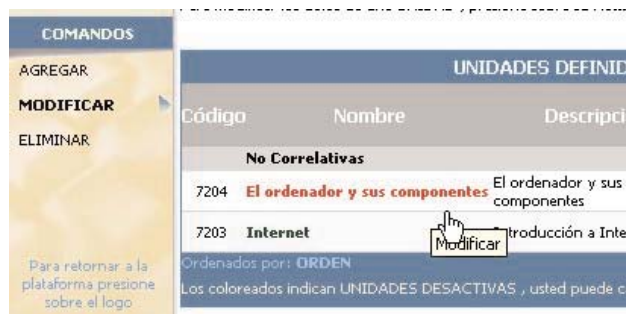 COMANDOS
AGREGAR
MODIFICAR
ELIMINAR
Para retornar a la
plataforma presione
sobre el logo
UNIDADES DEFINID
Código Nombre Descripci
No Correlativas
7204 El ordenador y sus componentes El ordenador y sus
componentes
7203 Internet troducción a Inte
Modificar
Ordenados por: ORDEN
Los coloreados indican UNIDADES DESACTIVAS , usted puede c